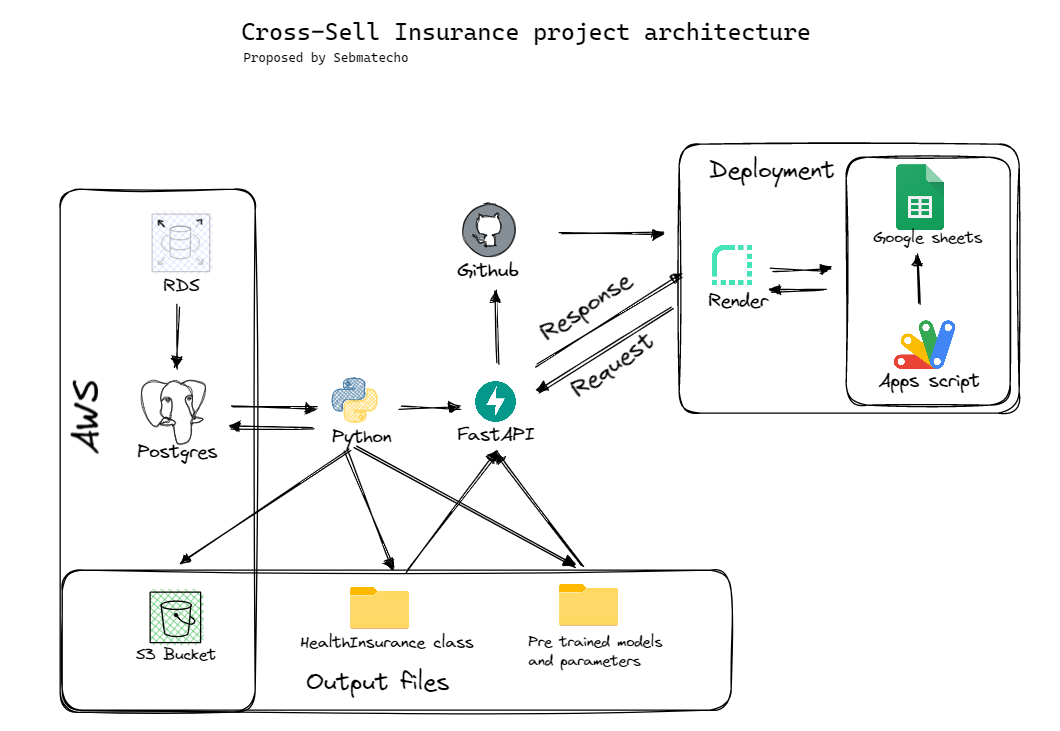 Cross-Sell Insurance project architecture
Proposed by Sebmatecho
Deployment
Google sheets
Render
Apps script
Github
Response
Request
AWS
RDS
Postgres
Python
FastAPI
S3 Bucket
HealthInsurance class
Pre trained models
and parameters
Output files